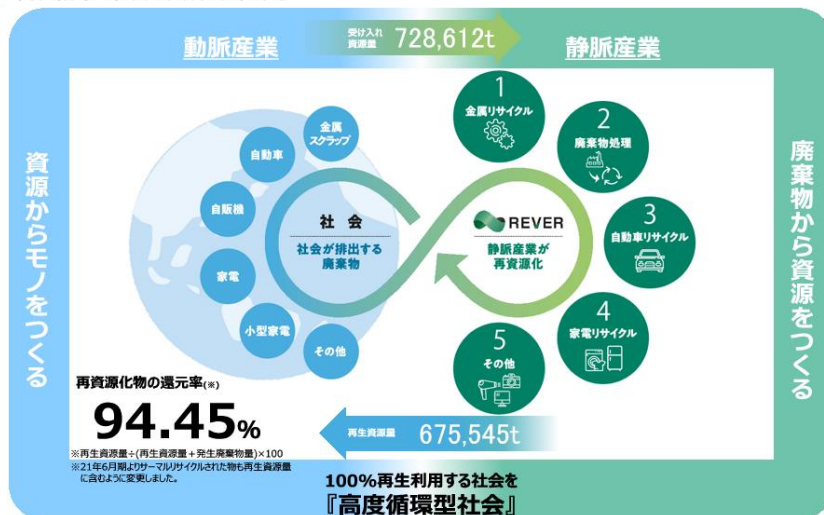 動脈産業
受け入れ
資源量
728,612t
静脈産業
資源からモノをつくる
金属
スクラップ
自動車
自販機
家電
小型家電
その他
社 会
社会が排出する
廃棄物
REVER
静脈産業が
再資源化
1
金属リサイクル
2
廃棄物処理
3
自動車リサイクル
4
家電リサイクル
5
その他
廃棄物から資源をつくる
再資源化物の還元率(※)
94.45%
※再生資源量÷(再生資源量+発生廃棄物量)×100
※21年6月期よりサーマルリサイクルされた物も再生資源量
に含むように変更しました。
再生資源量
675,545t
100%再生利用する社会を
『高度循環型社会』